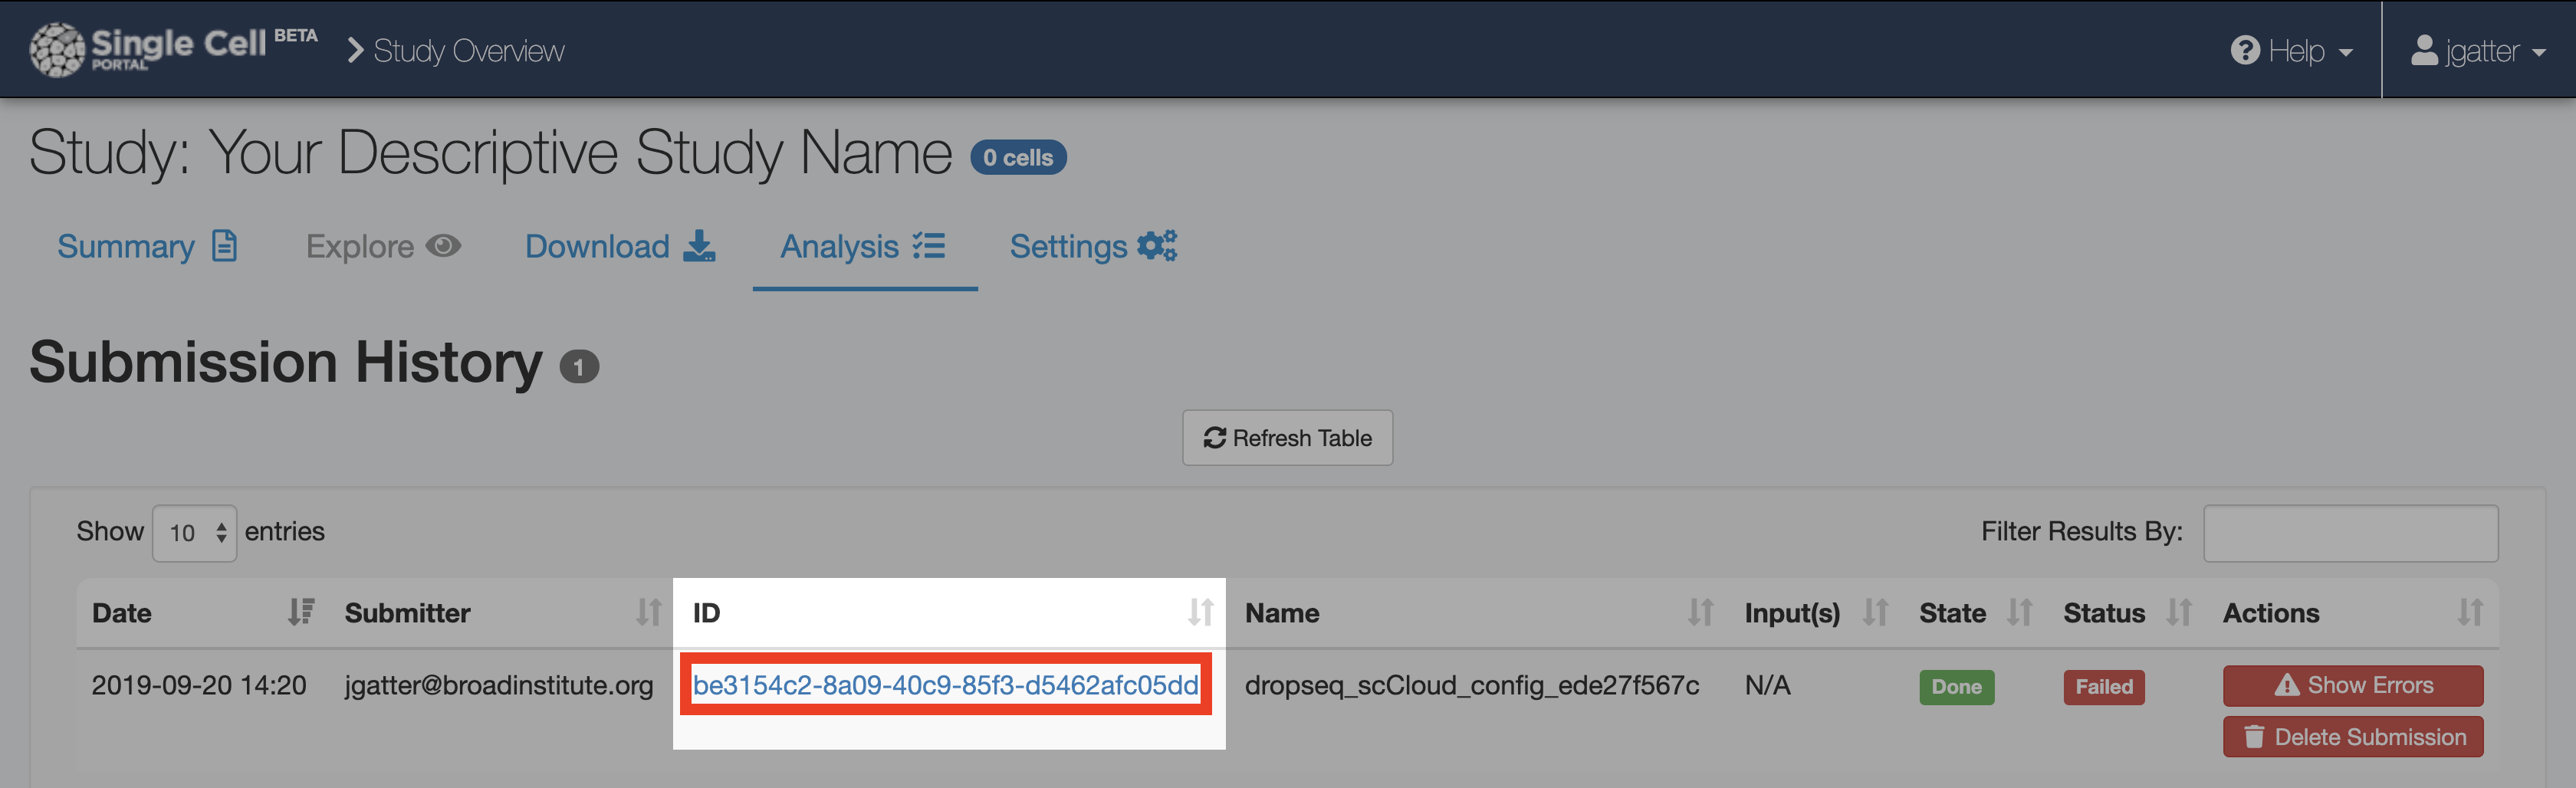 Single Cell BETA
PORTAL
Study Overview
Help
jgatter
Study: Your Descriptive Study Name 0 cells
Summary Explore Download Analysis Settings
Submission History 1
Refresh Table
Show 10 entries Filter Results By:
Date Submitter ID Name Input(s) State Status Actions
2019-09-20 14:20 jgatter@broadinstitute.org be3154c2-8a09-40c9-85f3-d5462afc05dd dropseq_scCloud_config_ede27f567c N/A Done Failed Show Errors
Delete Submission